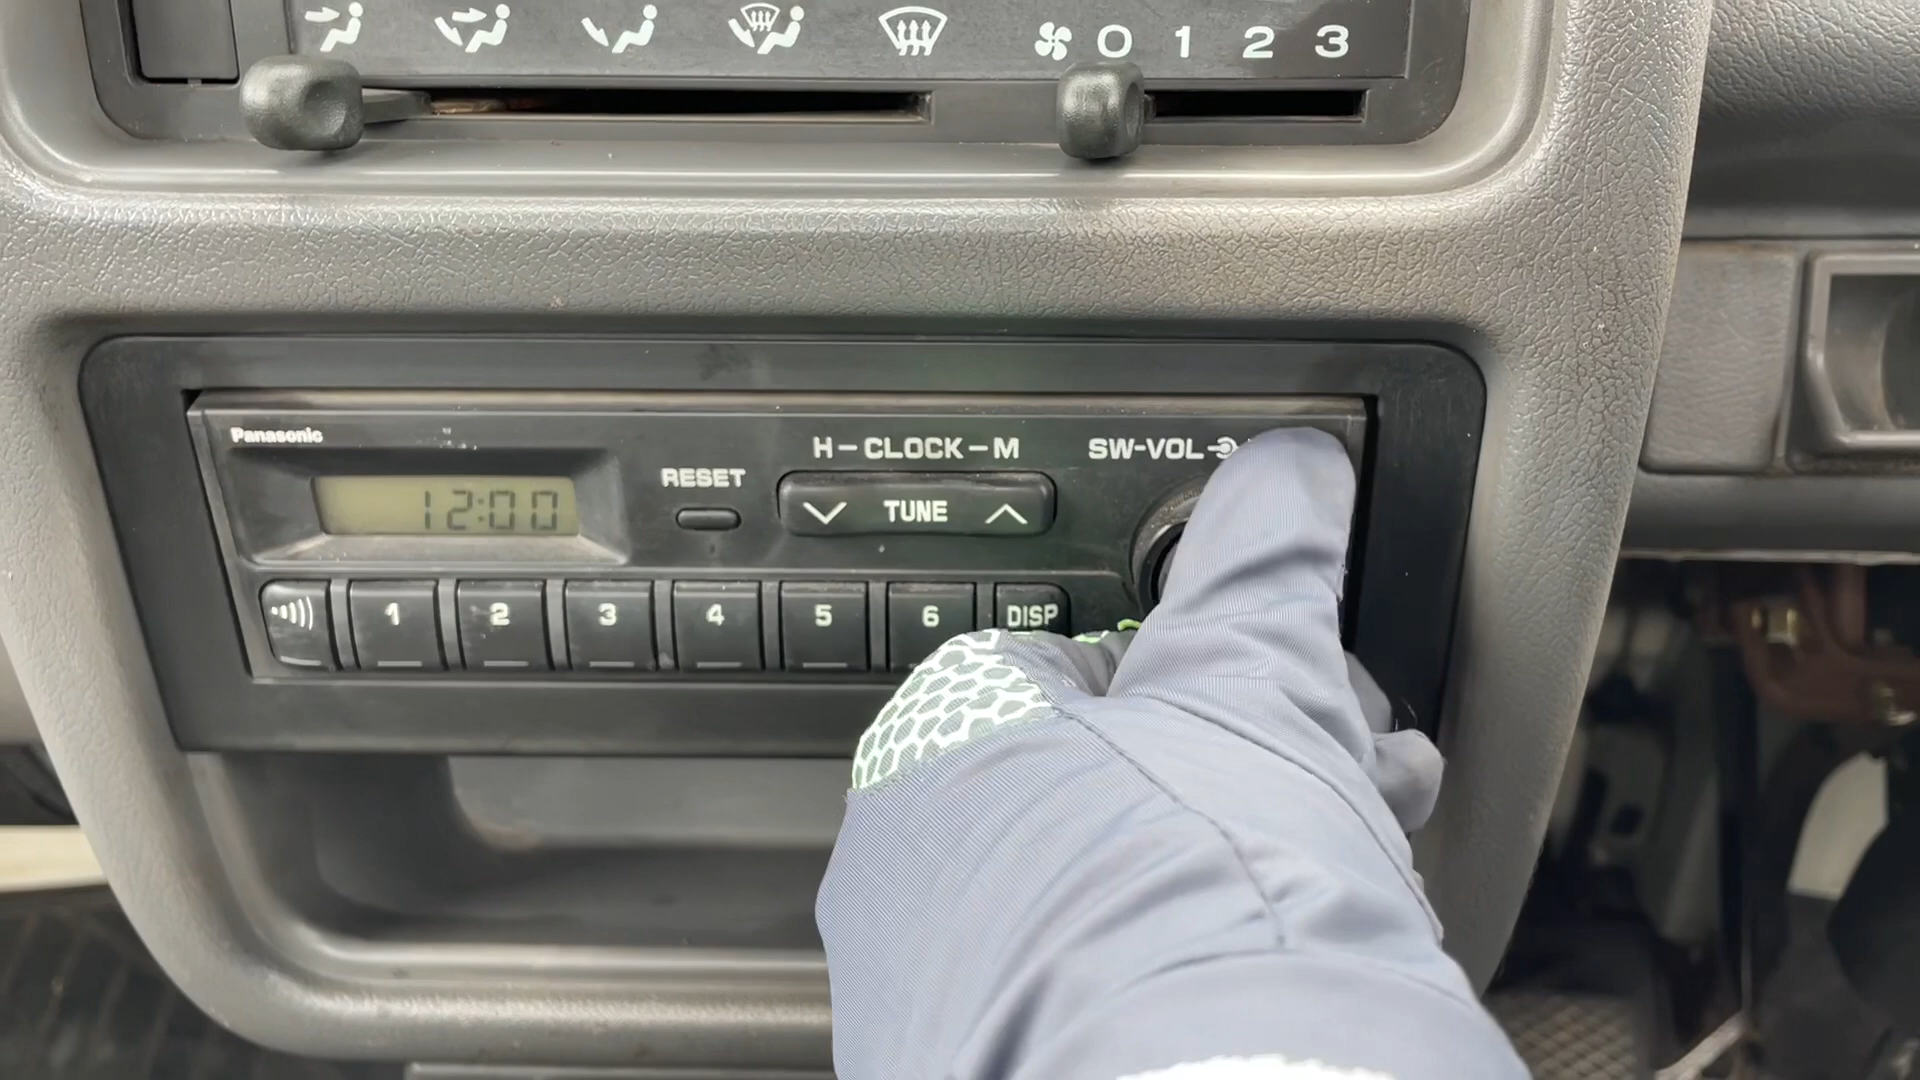 0 1 2 3
Panasonic
12:00
RESET
H-CLOCK-M
TUNE
SW-VOL
1 2 3 4 5 6 DISP